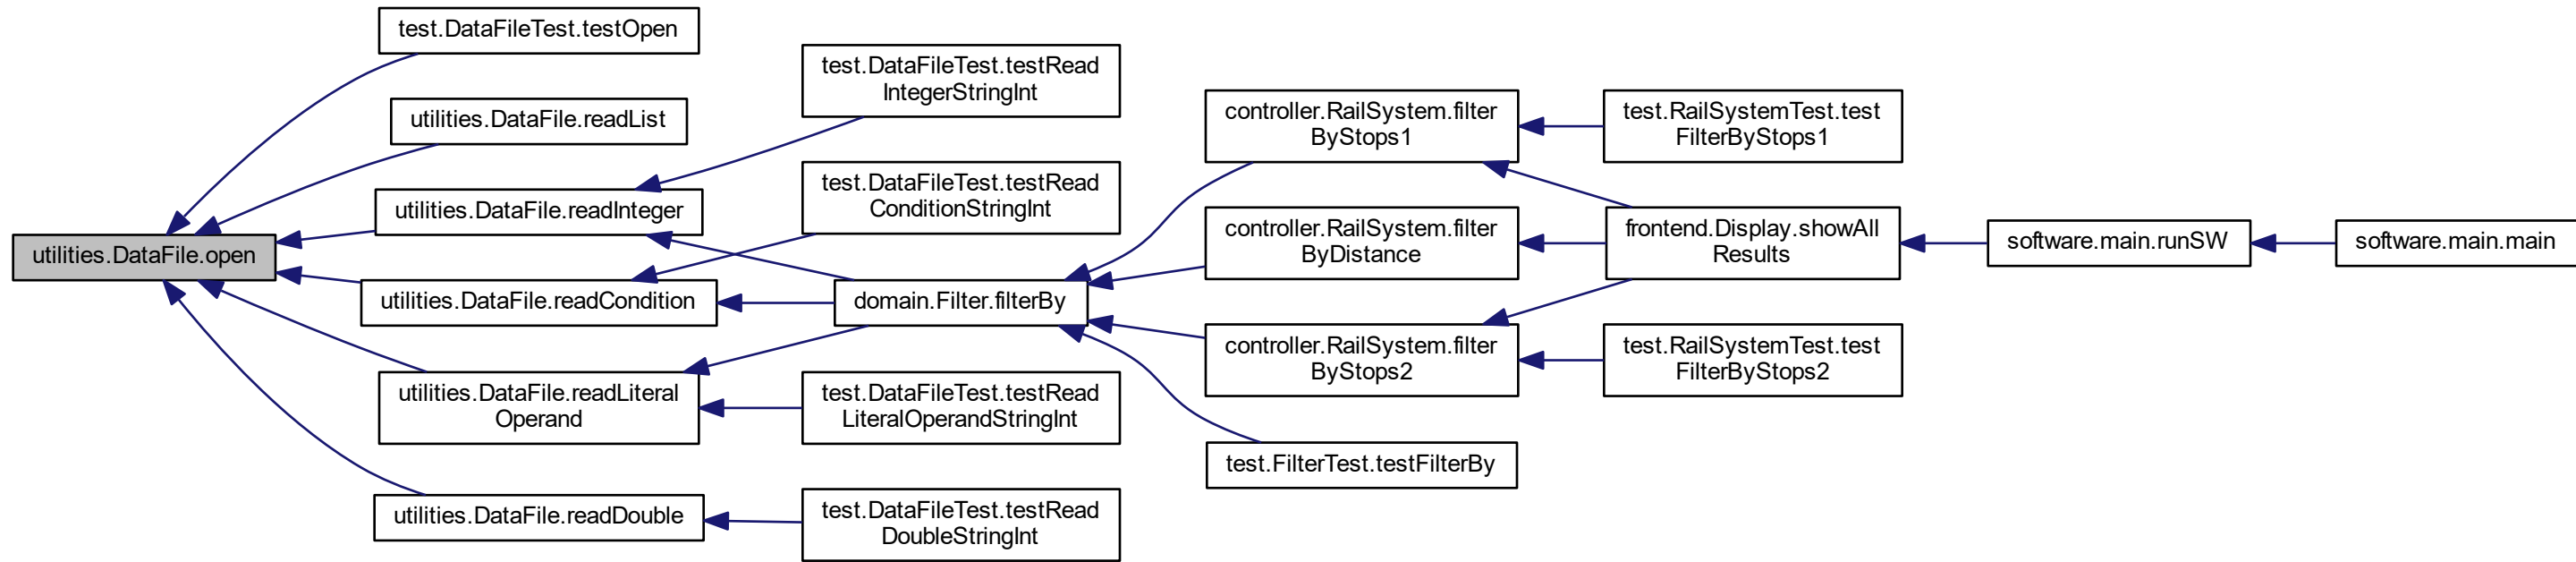 utilities.DataFile.open
test.DataFileTest.testOpen
utilities.DataFile.readList
utilities.DataFile.readInteger
utilities.DataFile.readCondition
utilities.DataFile.readLiteral
Operand
utilities.DataFile.readDouble
test.DataFileTest.testRead
IntegerStringInt
test.DataFileTest.testRead
ConditionStringInt
domain.Filter.filterBy
test.DataFileTest.testRead
LiteralOperandStringInt
test.DataFileTest.testRead
DoubleStringInt
controller.RailSystem.filter
ByStops1
controller.RailSystem.filter
ByDistance
controller.RailSystem.filter
ByStops2
test.FilterTest.testFilterBy
test.RailSystemTest.test
FilterByStops1
frontend.Display.showAll
Results
test.RailSystemTest.test
FilterByStops2
software.main.runSW
software.main.main